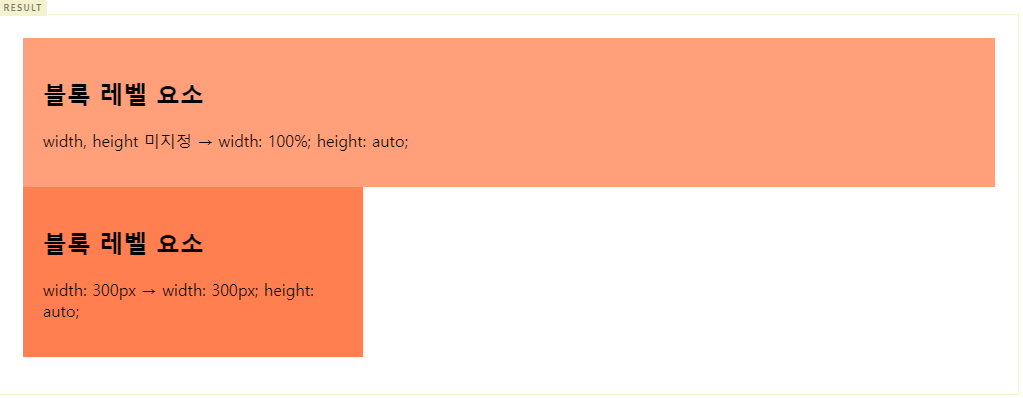 RESULT
블록 레벨 요소
width, height 미지정 → width: 100%; height: auto;
블록 레벨 요소
width: 300px → width: 300px; height:
auto;